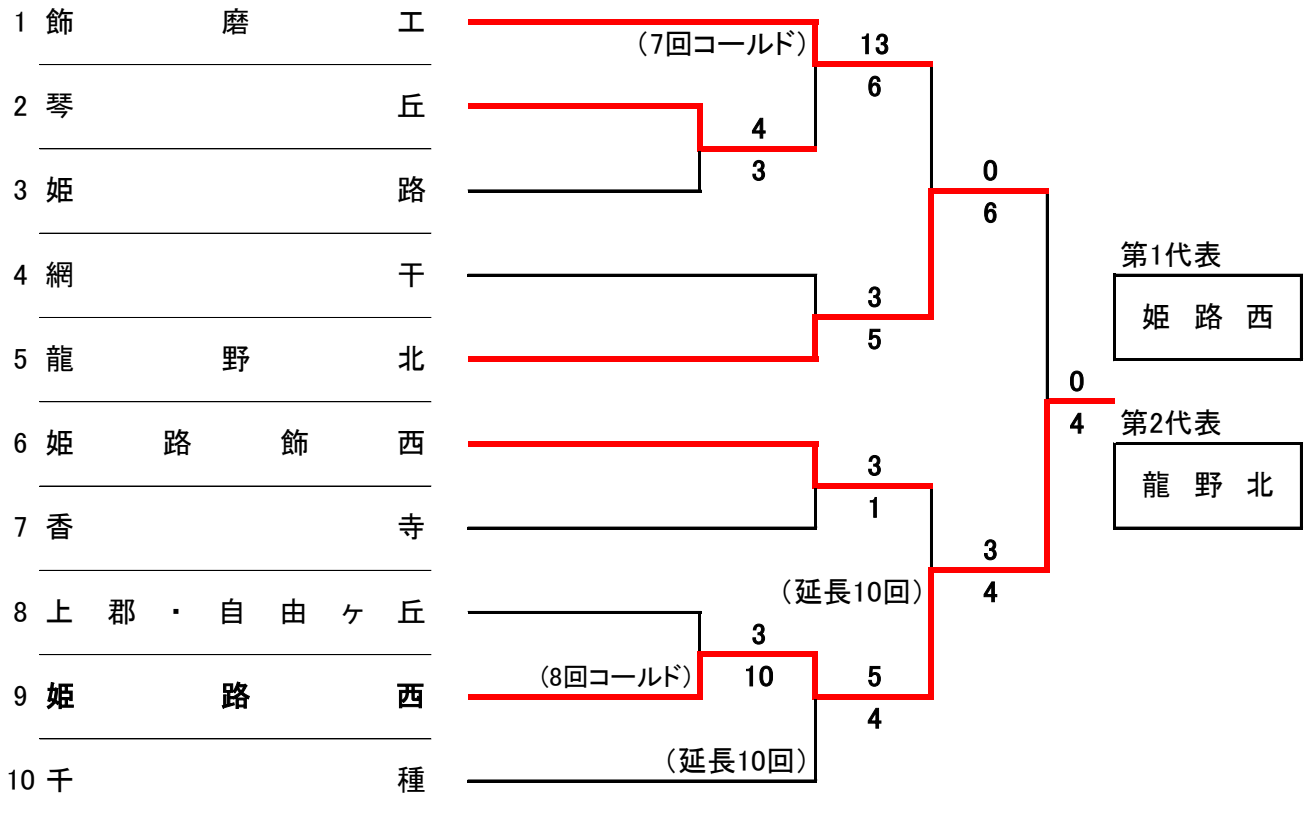 1 飾磨工
(7回コールド) 13
6
2 琴丘
4
3
3 姫路
0
6
4 網干
第1代表
姫路西
3
5
5 龍野北
0
4
第2代表
龍野北
6 姫路飾西
3
1
7 香寺
3
(延長10回) 4
8 上郡・自由ヶ丘
3
9 姫路西
(8回コールド) 10
5
4
(延長10回)
10 千種